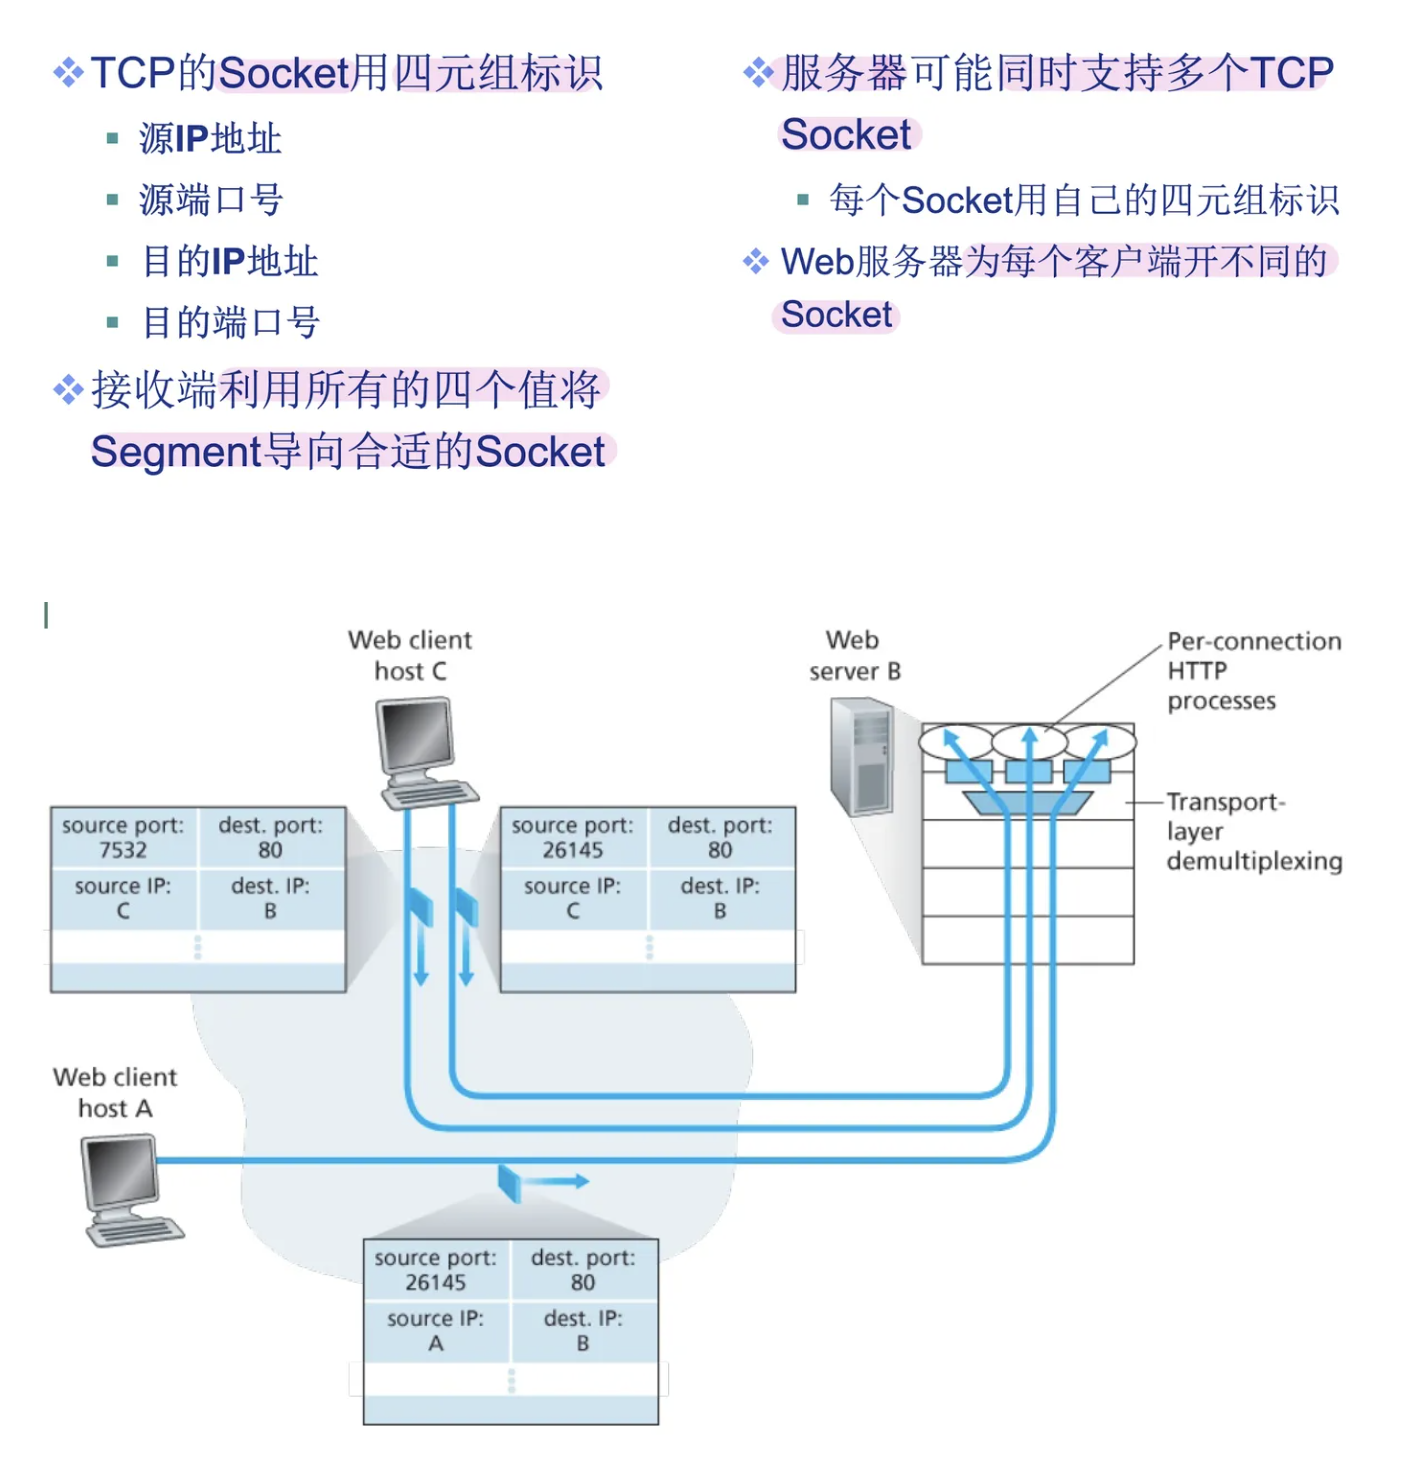 TCP的Socket用四元组标识
源IP地址
源端口号
目的IP地址
目的端口号
接收端利用所有的四个值将
Segment导向合适的Socket
服务器可能同时支持多个TCP
Socket
每个Socket用自己的四元组标识
Web服务器为每个客户端开不同的
Socket
Web client
host C
Web
server B
Per-connection
HTTP
processes
Transport-
layer
demultiplexing
source port:
7532
dest. port:
80
source IP:
C
dest. IP:
B
source port:
26145
dest. port:
80
source IP:
C
dest. IP:
B
Web client
host A
source port:
26145
dest. port:
80
source IP:
A
dest. IP:
B